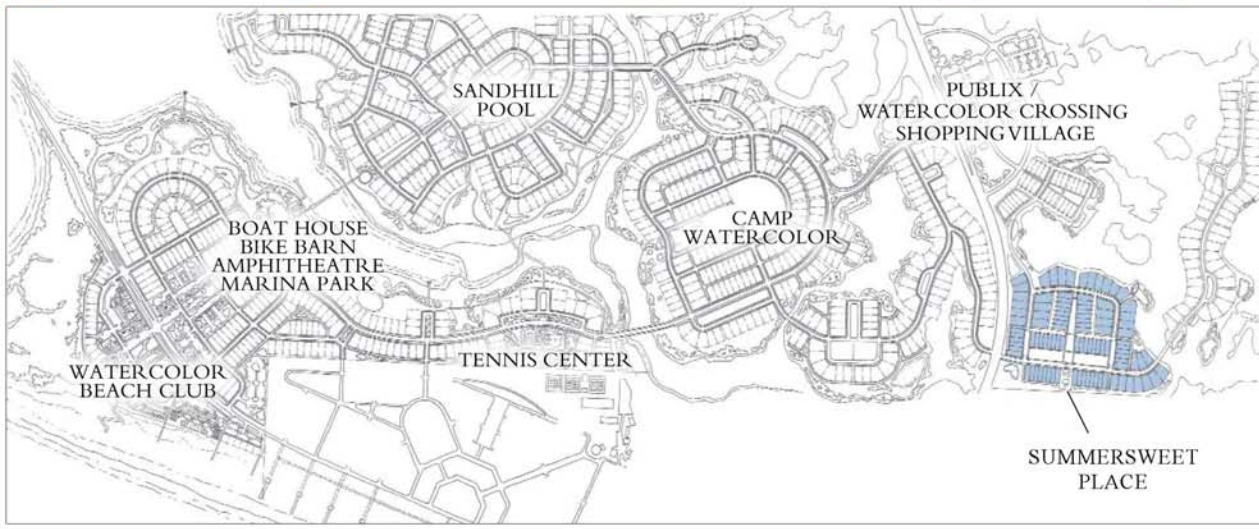 SANDHILL
POOL
PUBLIX /
WATERCOLOR CROSSING
SHOPPING VILLAGE
BOAT HOUSE
BIKE BARN
AMPHITHEATRE
MARINA PARK
CAMP
WATERCOLOR
WATERCOLOR
BEACH CLUB
TENNIS CENTER
SUMMERSWEET
PLACE